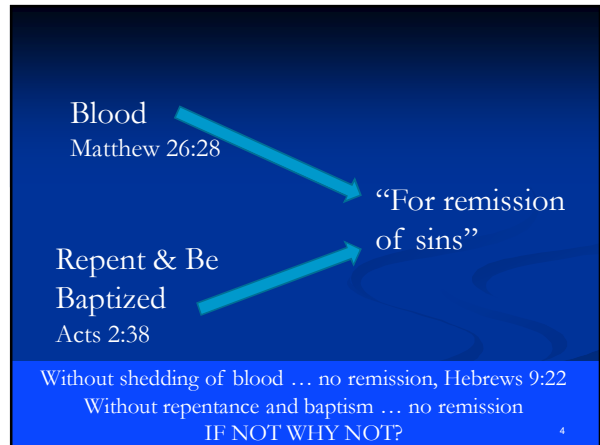 Blood
Matthew 26:28
“For remission
of sins”
Repent & Be
Baptized
Acts 2:38
Without shedding of blood … no remission, Hebrews 9:22
Without repentance and baptism … no remission
IF NOT WHY NOT?
4